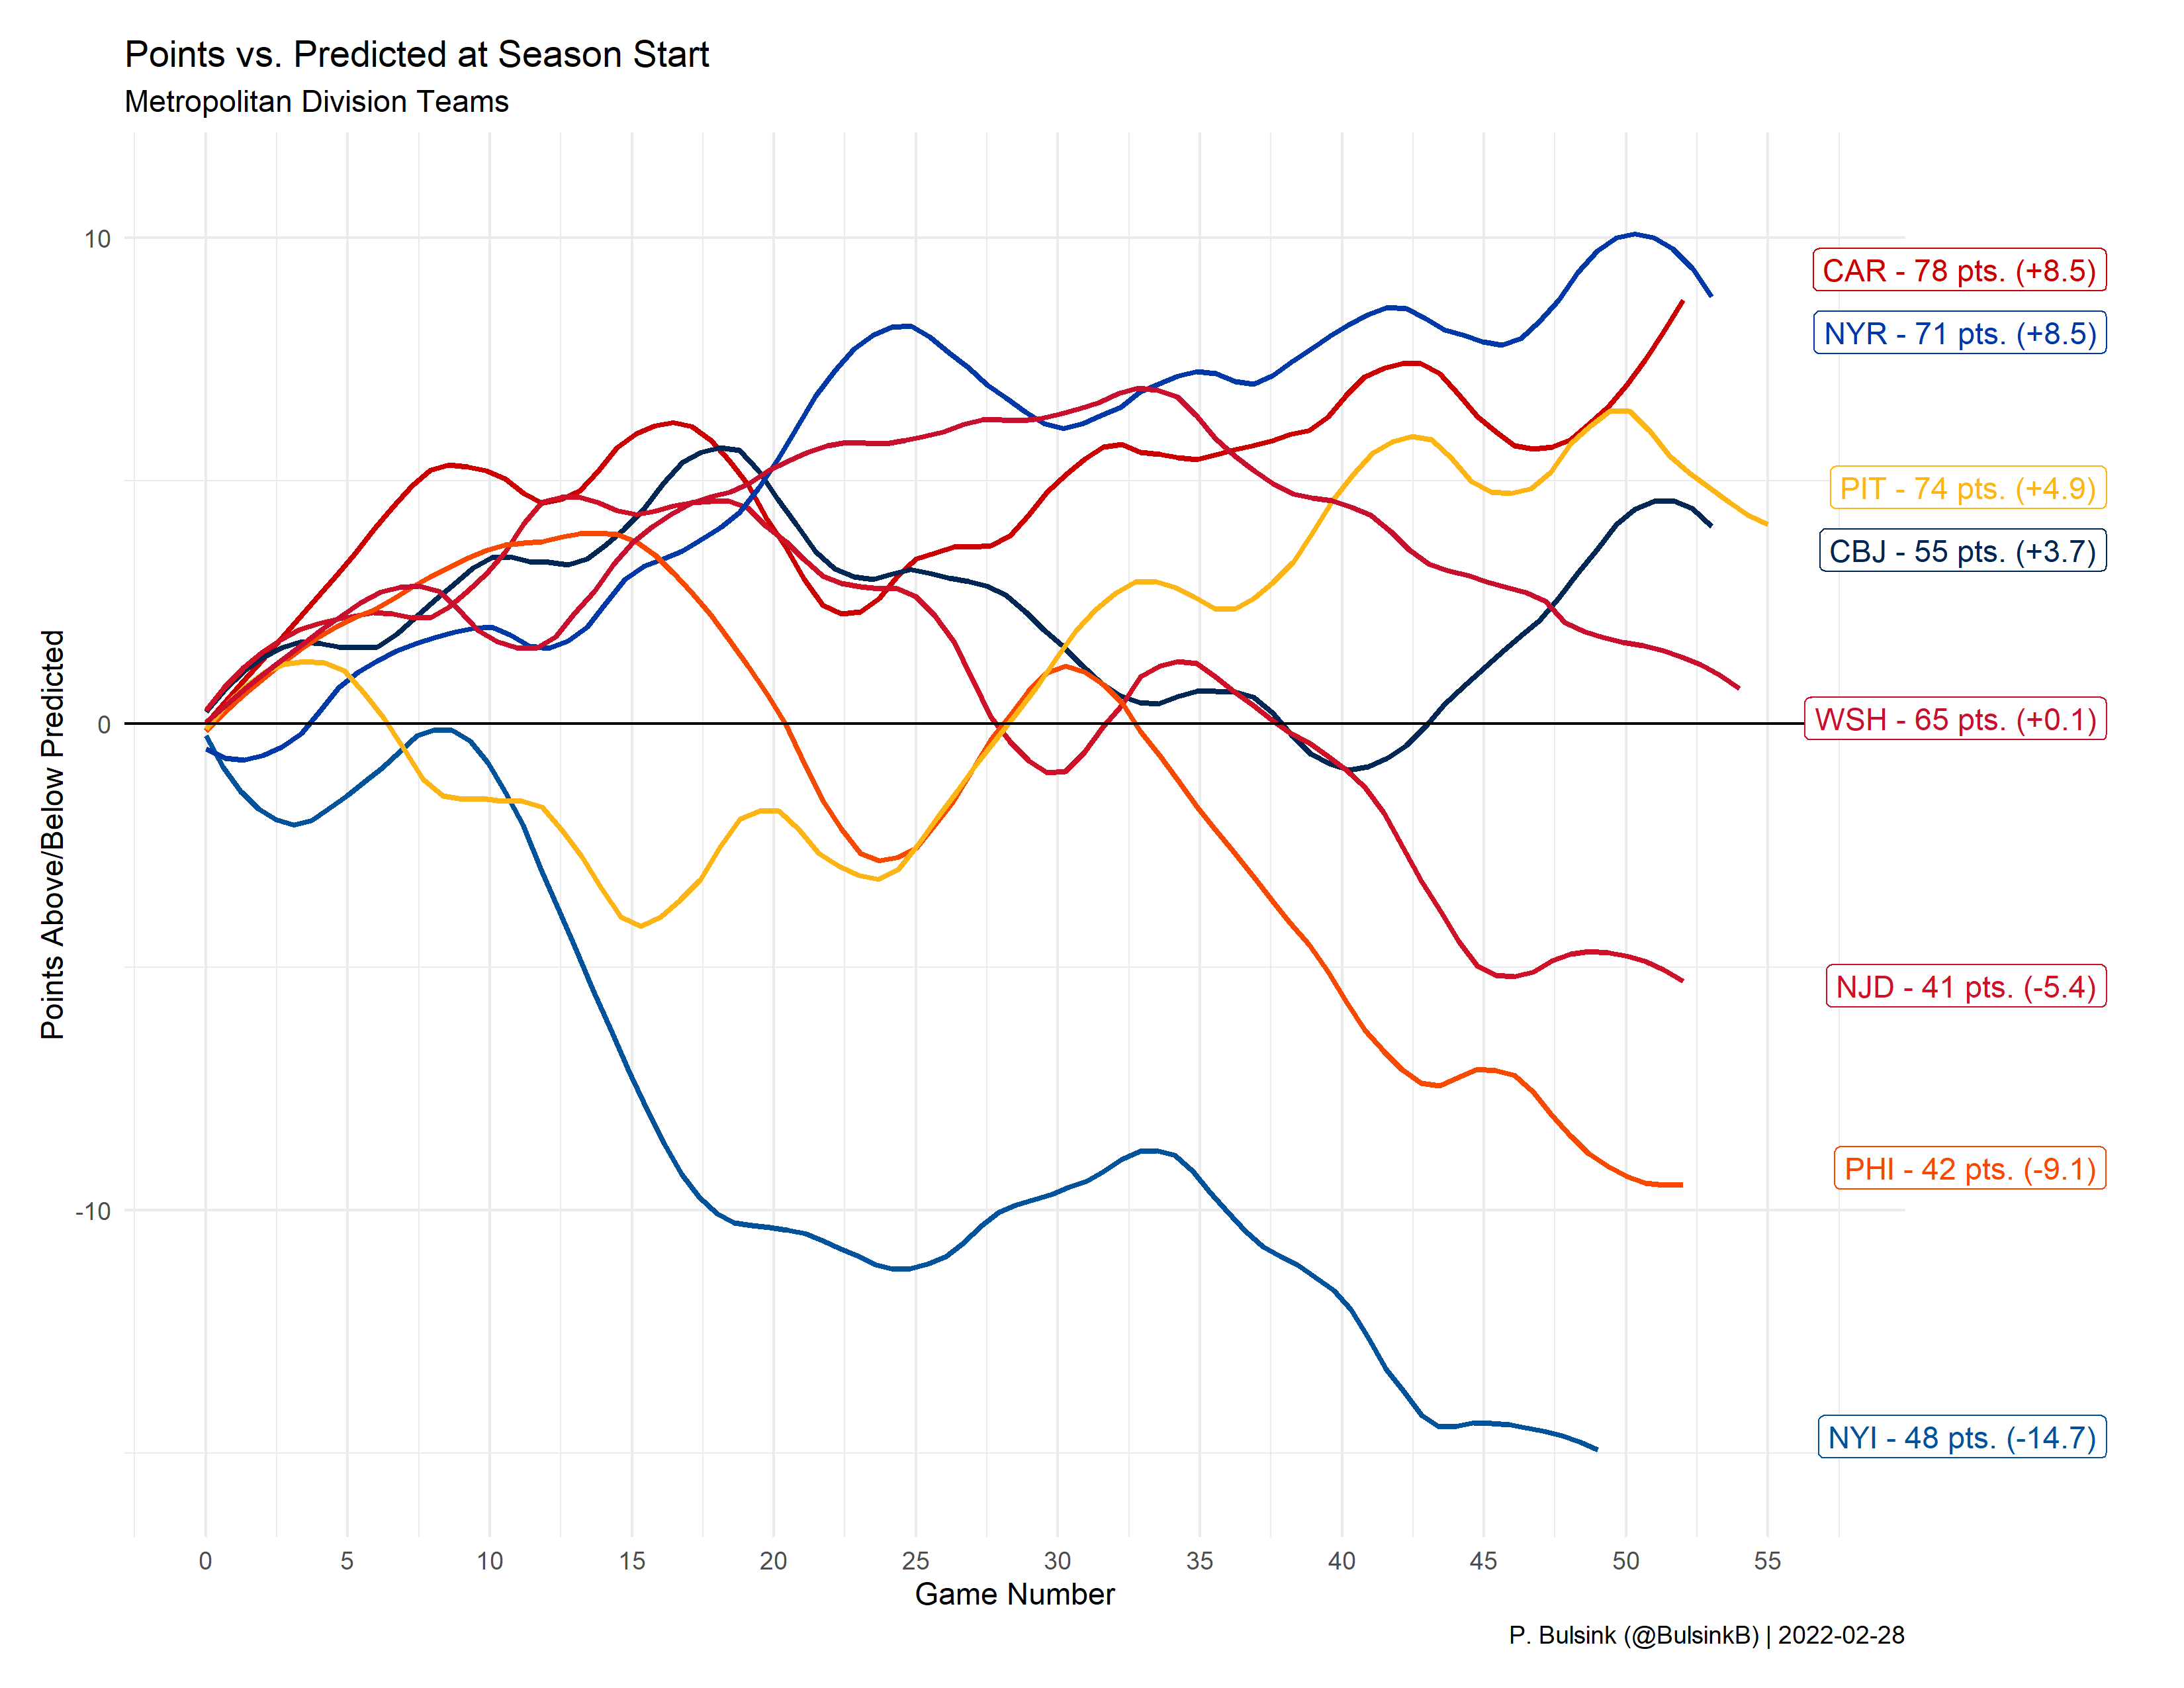 Points vs. Predicted at Season Start
Metropolitan Division Teams
Points Above/Below Predicted
10
0
-10
CAR - 78 pts. (+8.5)
NYR - 71 pts. (+8.5)
PIT - 74 pts. (+4.9)
CBJ - 55 pts. (+3.7)
WSH - 65 pts. (+0.1)
NJD - 41 pts. (-5.4)
PHI - 42 pts. (-9.1)
NYI - 48 pts. (-14.7)
0 5 10 15 20 25 30 35 40 45 50 55
Game Number
P. Bulsink (@BulsinkB) | 2022-02-28